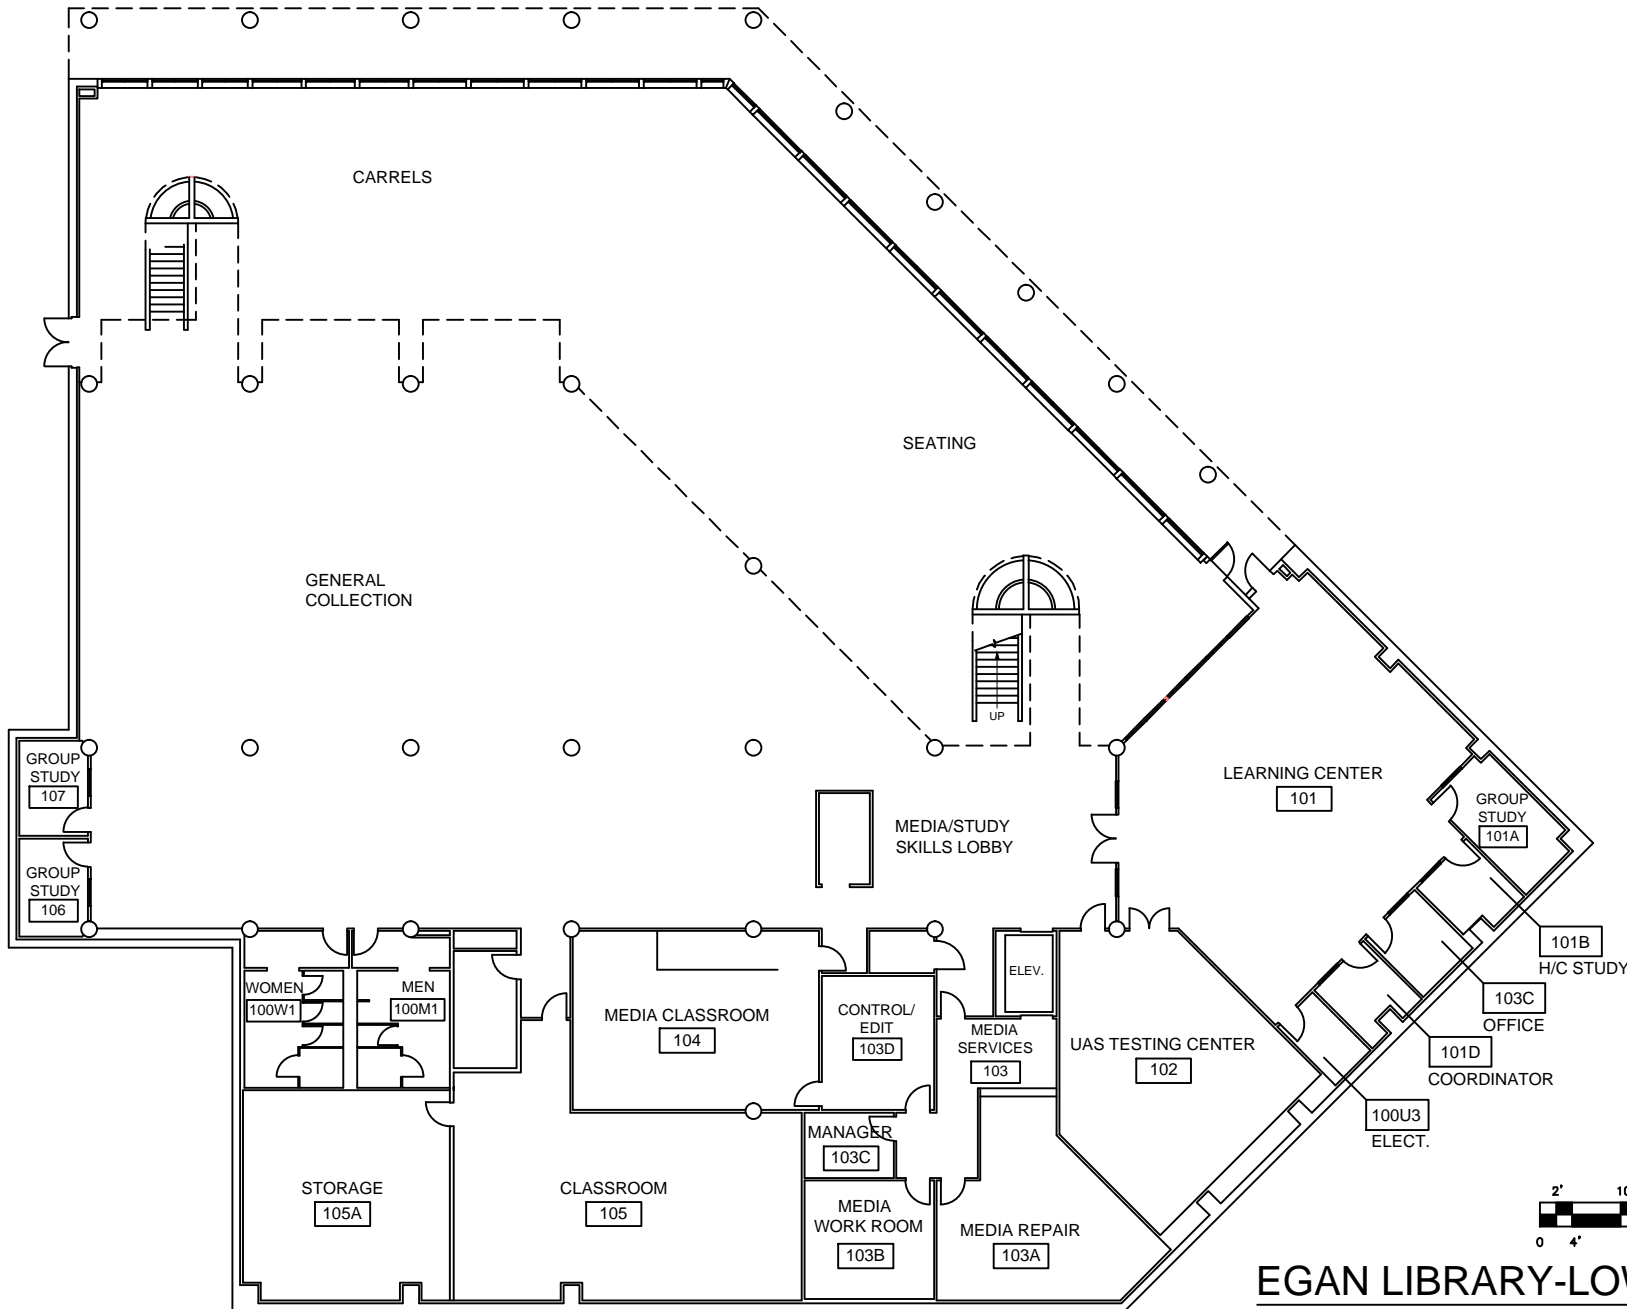 CARRELS
SEATING
GENERAL
COLLECTION
UP
GROUP
STUDY
107
GROUP
STUDY
106
MEDIA/STUDY
SKILLS LOBBY
LEARNING CENTER
101
GROUP
STUDY
101A
101B
H/C STUDY
103C
OFFICE
101D
COORDINATOR
100U3
ELECT.
WOMEN
100W1
MEN
100M1
MEDIA CLASSROOM
104
CONTROL/
EDIT
103D
ELEV.
MEDIA
SERVICES
103
UAS TESTING CENTER
102
MANAGER
103C
STORAGE
105A
CLASSROOM
105
MEDIA
WORK ROOM
103B
MEDIA REPAIR
103A
2' 10
0 4'
EGAN LIBRARY-LOW